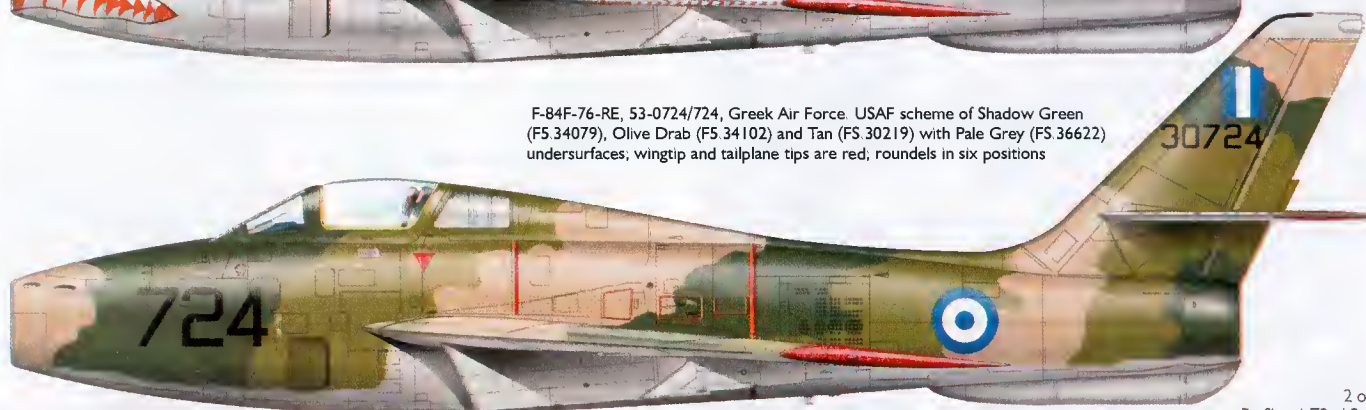 F-84F-76-RE, 53-0724/724, Greek Air Force. USAF scheme of Shadow Green
(FS.34079), Olive Drab (FS.34102) and Tan (FS.30219) with Pale Grey (FS.36622)
undersurfaces; wingtip and tailplane tips are red; roundels in six positions
30724
724
2 o